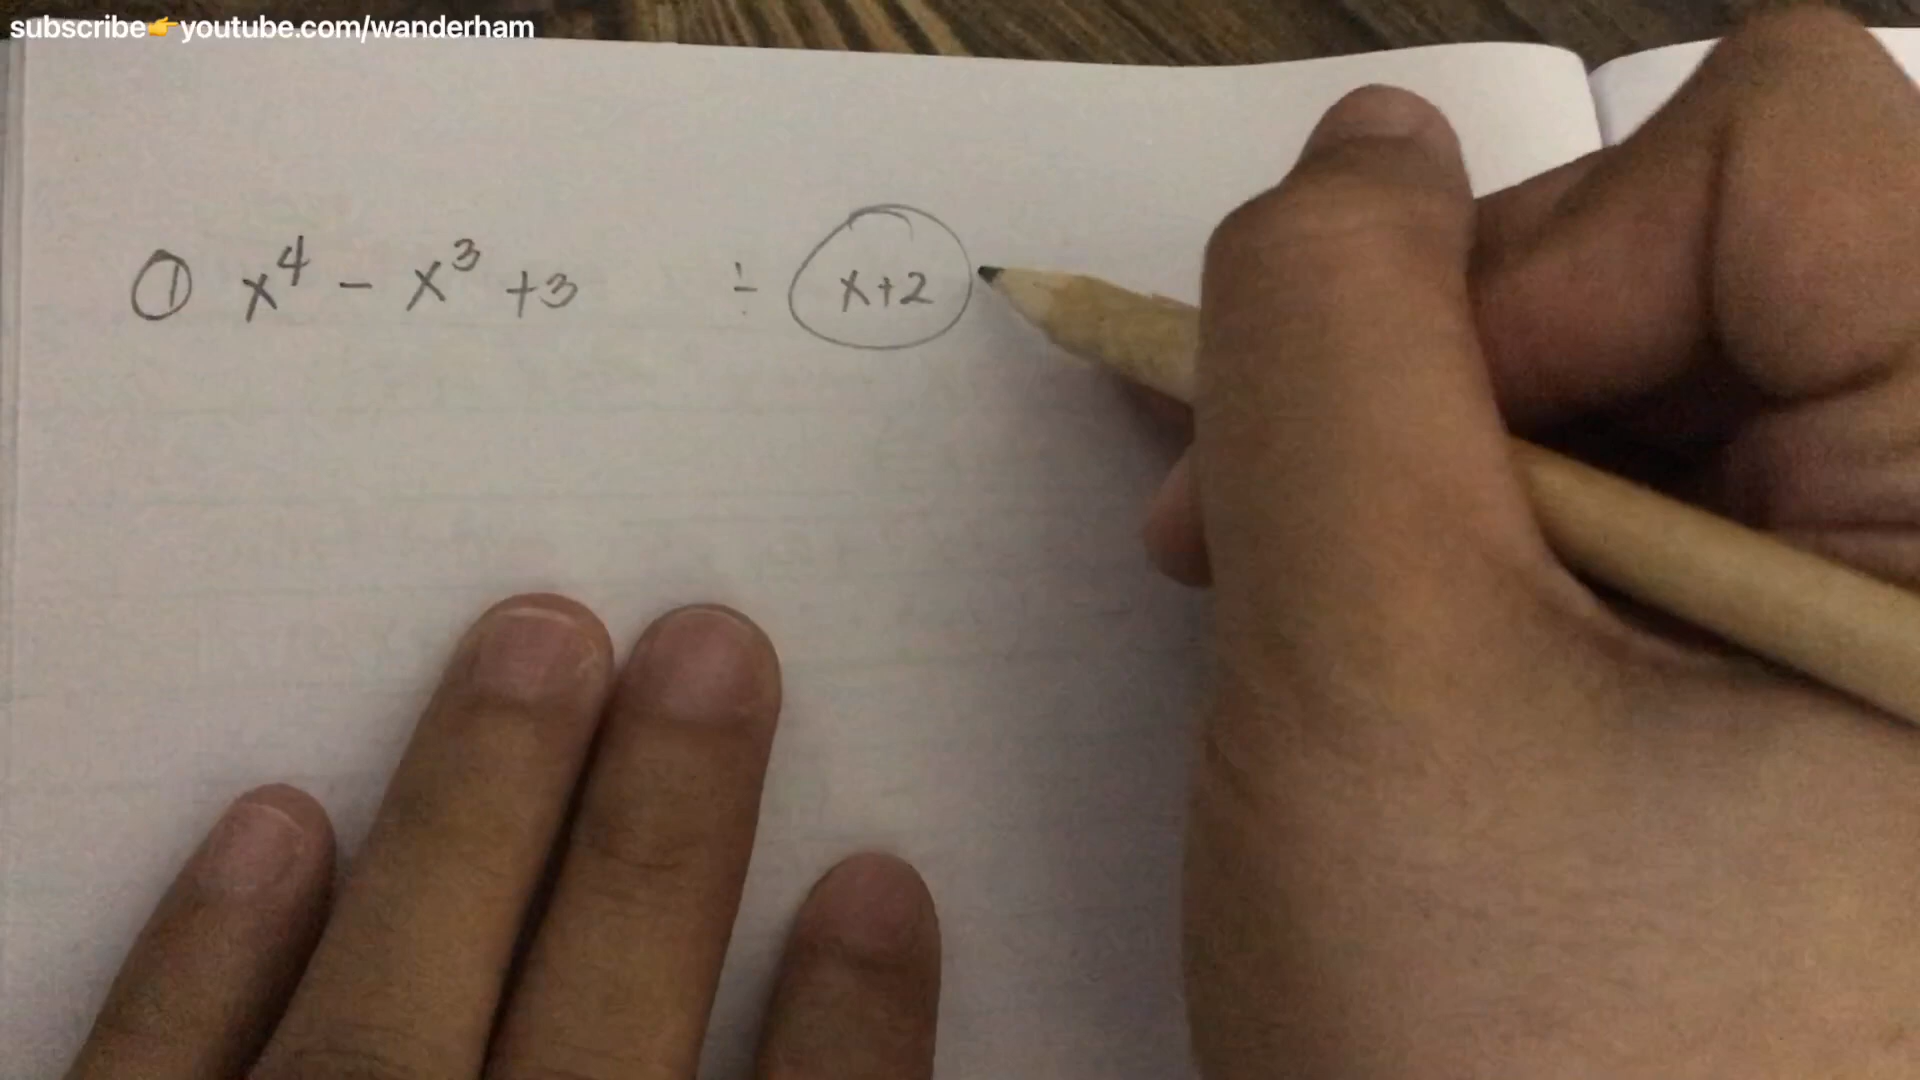 subscribe👉youtube.com/wanderham
① x⁴ - x³ +3 ÷ x+2